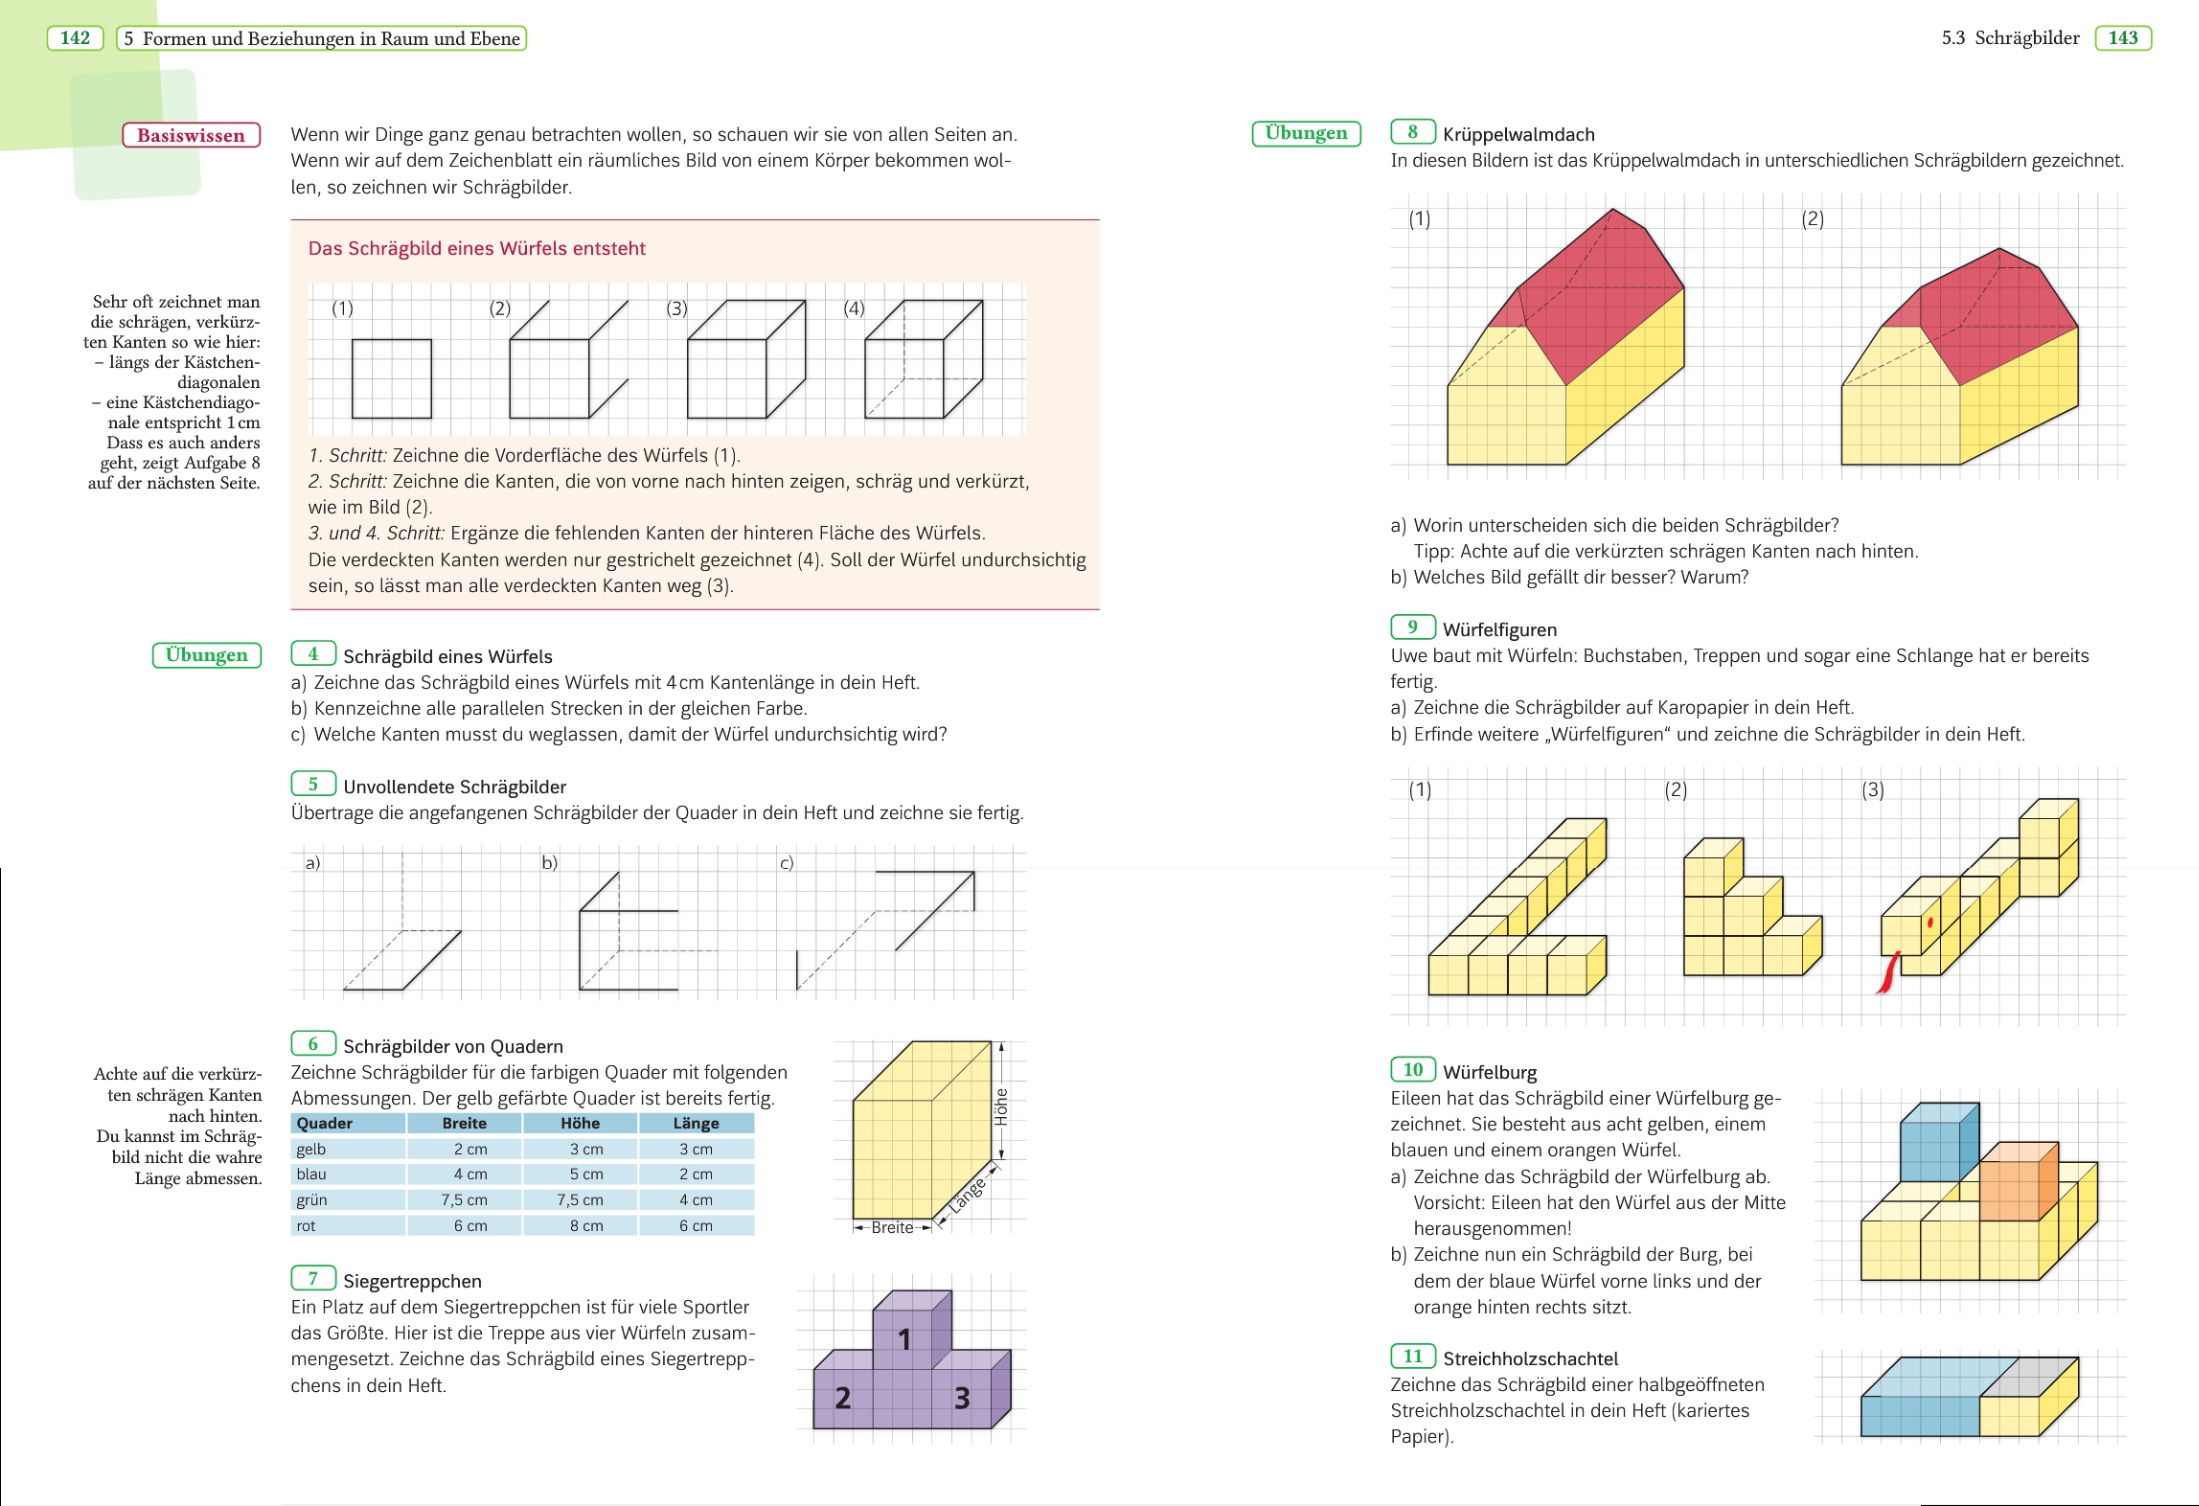 142 5 Formen und Beziehungen in Raum und Ebene
Basiswissen
Wenn wir Dinge ganz genau betrachten wollen, so schauen wir sie von allen Seiten an.
Wenn wir auf dem Zeichenblatt ein räumliches Bild von einem Körper bekommen wol-
len, so zeichnen wir Schrägbilder.
Das Schrägbild eines Würfels entsteht
Sehr oft zeichnet man
die schrägen, verkürz-
ten Kanten so wie hier:
– längs der Kästchen-
diagonalen
– eine Kästchendiago-
nale entspricht 1 cm
Dass es auch anders
geht, zeigt Aufgabe 8
auf der nächsten Seite.
(1) (2) (3) (4)
1. Schritt: Zeichne die Vorderfläche des Würfels (1).
2. Schritt: Zeichne die Kanten, die von vorne nach hinten zeigen, schräg und verkürzt,
wie im Bild (2).
3. und 4. Schritt: Ergänze die fehlenden Kanten der hinteren Fläche des Würfels.
Die verdeckten Kanten werden nur gestrichelt gezeichnet (4). Soll der Würfel undurchsichtig
sein, so lässt man alle verdeckten Kanten weg (3).
Übungen
4 Schrägbild eines Würfels
a) Zeichne das Schrägbild eines Würfels mit 4 cm Kantenlänge in dein Heft.
b) Kennzeichne alle parallelen Strecken in der gleichen Farbe.
c) Welche Kanten musst du weglassen, damit der Würfel undurchsichtig wird?
5 Unvollendete Schrägbilder
Übertrage die angefangenen Schrägbilder der Quader in dein Heft und zeichne sie fertig.
a) b) c)
6 Schrägbilder von Quadern
Zeichne Schrägbilder für die farbigen Quader mit folgenden
Abmessungen. Der gelb gefärbte Quader ist bereits fertig.
Achte auf die verkürz-
ten schrägen Kanten
nach hinten.
Du kannst im Schräg-
bild nicht die wahre
Länge abmessen.
Quader Breite Höhe Länge
gelb 2 cm 3 cm 3 cm
blau 4 cm 5 cm 2 cm
grün 7,5 cm 7,5 cm 4 cm
rot 6 cm 8 cm 6 cm
Höhe
Länge
Breite
7 Siegertreppchen
Ein Platz auf dem Siegertreppchen ist für viele Sportler
das Größte. Hier ist die Treppe aus vier Würfeln zusam-
mengesetzt. Zeichne das Schrägbild eines Siegertrepp-
chens in dein Heft.
1
2 3
5.3 Schrägbilder 143
Übungen
8 Krüppelwalmdach
In diesen Bildern ist das Krüppelwalmdach in unterschiedlichen Schrägbildern gezeichnet.
(1) (2)
a) Worin unterscheiden sich die beiden Schrägbilder?
Tipp: Achte auf die verkürzten schrägen Kanten nach hinten.
b) Welches Bild gefällt dir besser? Warum?
9 Würfelfiguren
Uwe baut mit Würfeln: Buchstaben, Treppen und sogar eine Schlange hat er bereits
fertig.
a) Zeichne die Schrägbilder auf Karopapier in dein Heft.
b) Erfinde weitere „Würfelfiguren“ und zeichne die Schrägbilder in dein Heft.
(1) (2) (3)
10 Würfelburg
Eileen hat das Schrägbild einer Würfelburg ge-
zeichnet. Sie besteht aus acht gelben, einem
blauen und einem orangen Würfel.
a) Zeichne das Schrägbild der Würfelburg ab.
Vorsicht: Eileen hat den Würfel aus der Mitte
herausgenommen!
b) Zeichne nun ein Schrägbild der Burg, bei
dem der blaue Würfel vorne links und der
orange hinten rechts sitzt.
11 Streichholzschachtel
Zeichne das Schrägbild einer halbgeöffneten
Streichholzschachtel in dein Heft (kariertes
Papier).